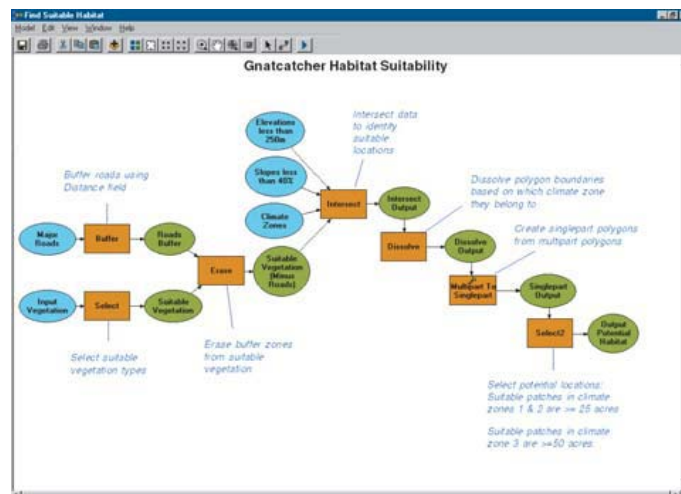 Find Suitable Habitat
Model Edit View Window Help
Gnatcatcher Habitat Suitability
Elevations
less than
250m
Intersect data
to identify
suitable
locations
Buffer roads using
Distance field
Slopes less
than 40%
Intersect
Intersect
Output
Dissolve polygon boundaries
based on which climate zone
they belong to
Climate
Zones
Major
Roads
Buffer
Roads
Buffer
Dissolve
Dissolve
Output
Create singlepart polygons
from multipart polygons
Erase
Suitable
Vegetation
(Minus
Roads)
Multipart To
Singlepart
Singlepart
Output
Input
Vegetation
Select
Suitable
Vegetation
Select2
Output
Potential
Habitat
Select suitable
vegetation types
Erase buffer zones
from suitable
vegetation
Select potential locations:
Suitable patches in climate
zones 1 & 2 are >= 25 acres
Suitable patches in climate
zone 3 are >=50 acres.